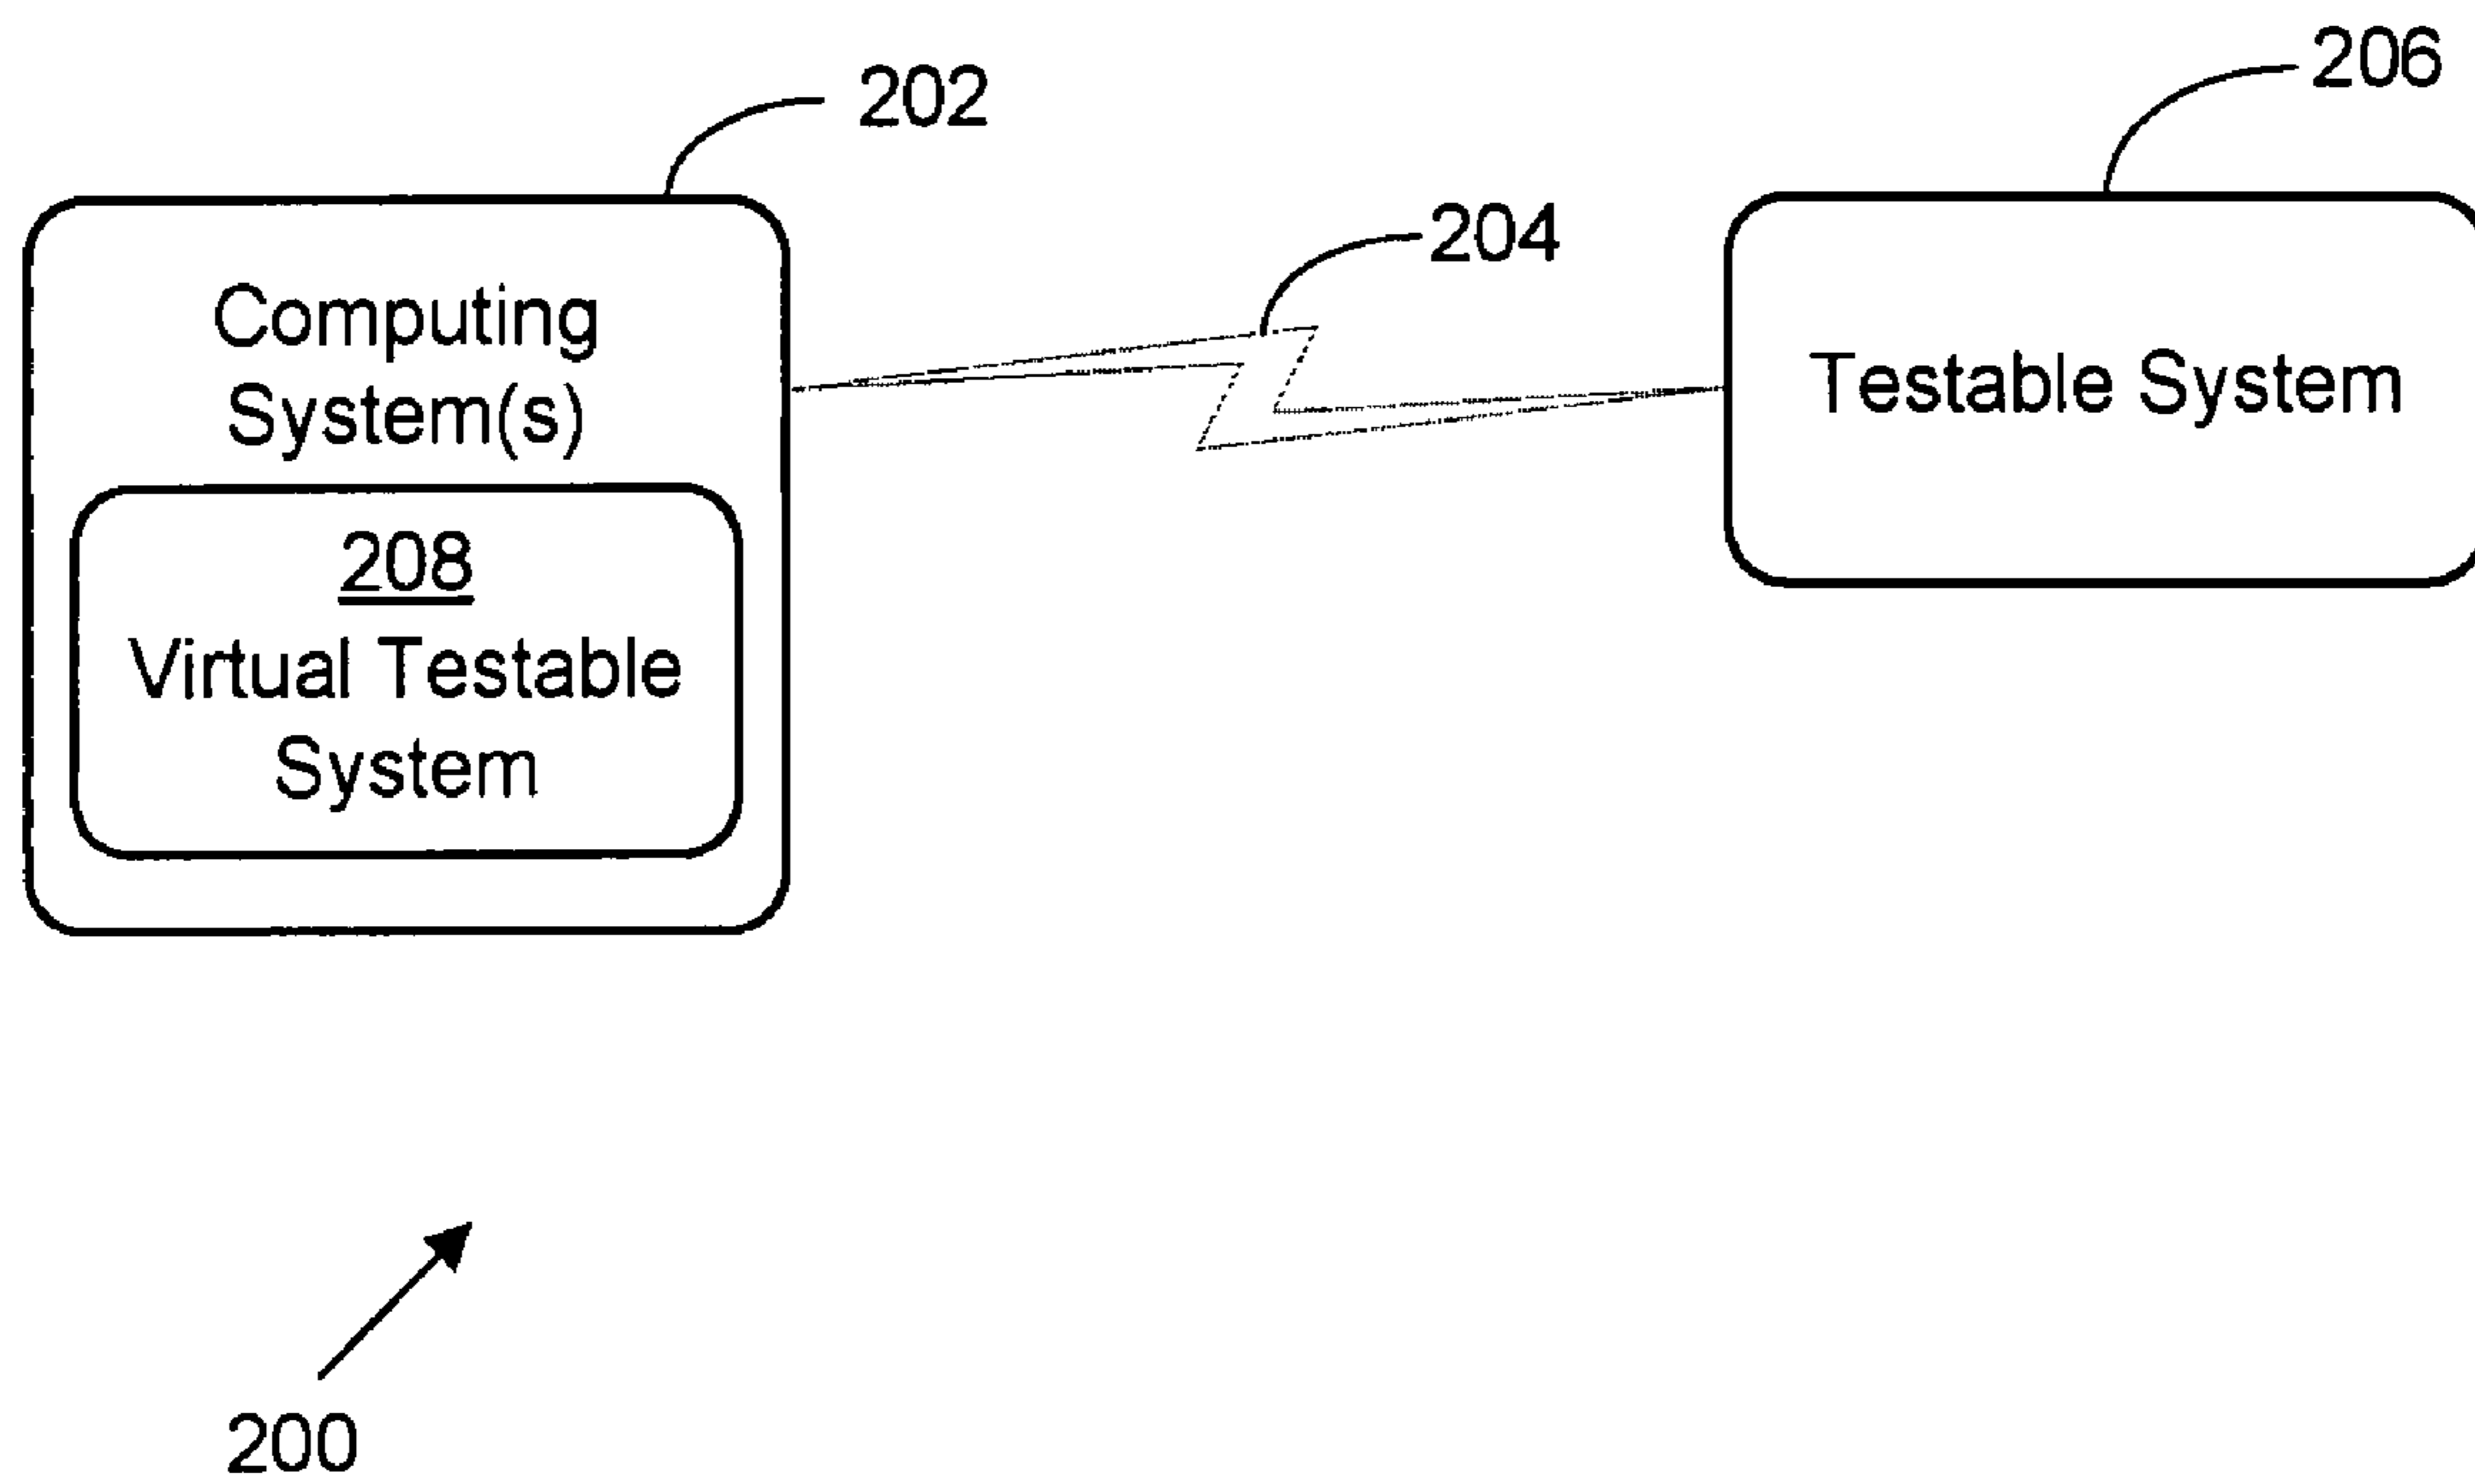 202
206
204
Computing
System(s)
Testable System
208
Virtual Testable
System
200